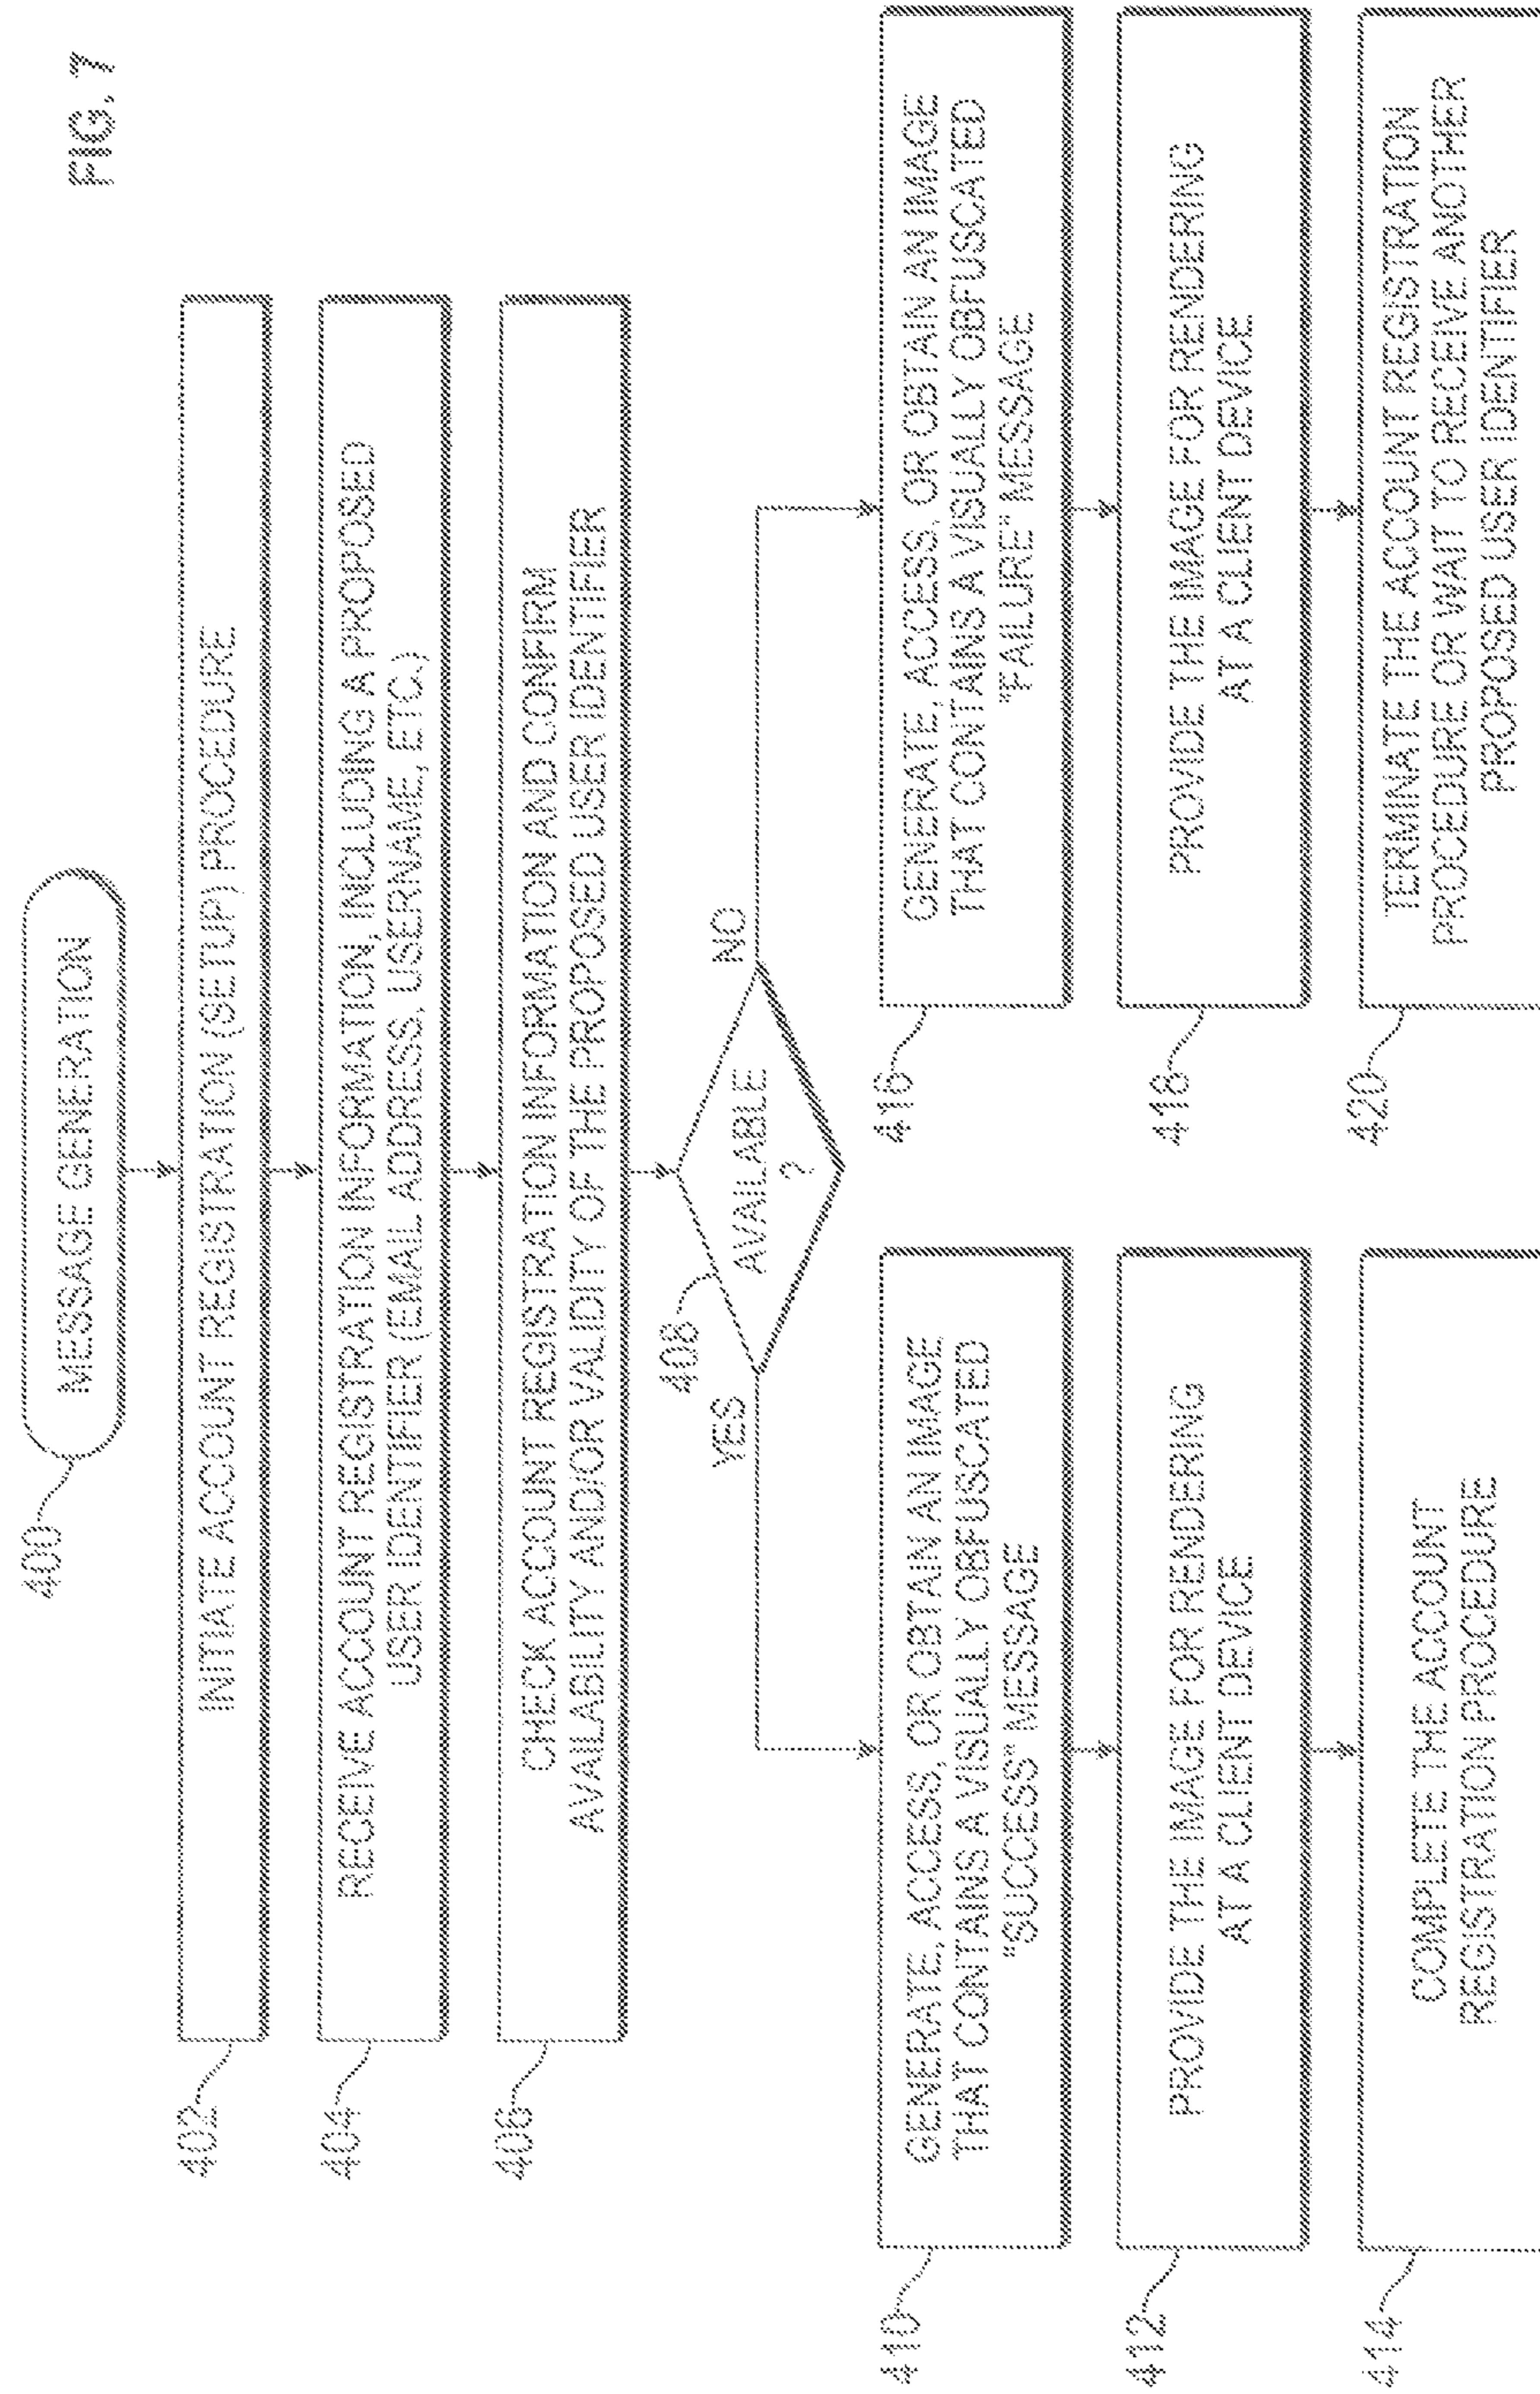 FIG. 7
400
MESSAGE GENERATION
402
INITIATE ACCOUNT REGISTRATION (SETUP) PROCEDURE
404
RECEIVE ACCOUNT REGISTRATION INFORMATION, INCLUDING A PROPOSED
USER IDENTIFIER (EMAIL ADDRESS, USERNAME, ETC.)
406
CHECK ACCOUNT REGISTRATION INFORMATION AND CONFIRM
AVAILABILITY AND/OR VALIDITY OF THE PROPOSED USER IDENTIFIER
408
AVAILABLE
?
YES
NO
410
GENERATE, ACCESS, OR OBTAIN AN IMAGE
THAT CONTAINS A VISUALLY OBFUSCATED
"SUCCESS" MESSAGE
412
PROVIDE THE IMAGE FOR RENDERING
AT A CLIENT DEVICE
414
COMPLETE THE ACCOUNT
REGISTRATION PROCEDURE
416
GENERATE, ACCESS, OR OBTAIN AN IMAGE
THAT CONTAINS A VISUALLY OBFUSCATED
"FAILURE" MESSAGE
418
PROVIDE THE IMAGE FOR RENDERING
AT A CLIENT DEVICE
420
TERMINATE THE ACCOUNT REGISTRATION
PROCEDURE OR WAIT TO RECEIVE ANOTHER
PROPOSED USER IDENTIFIER